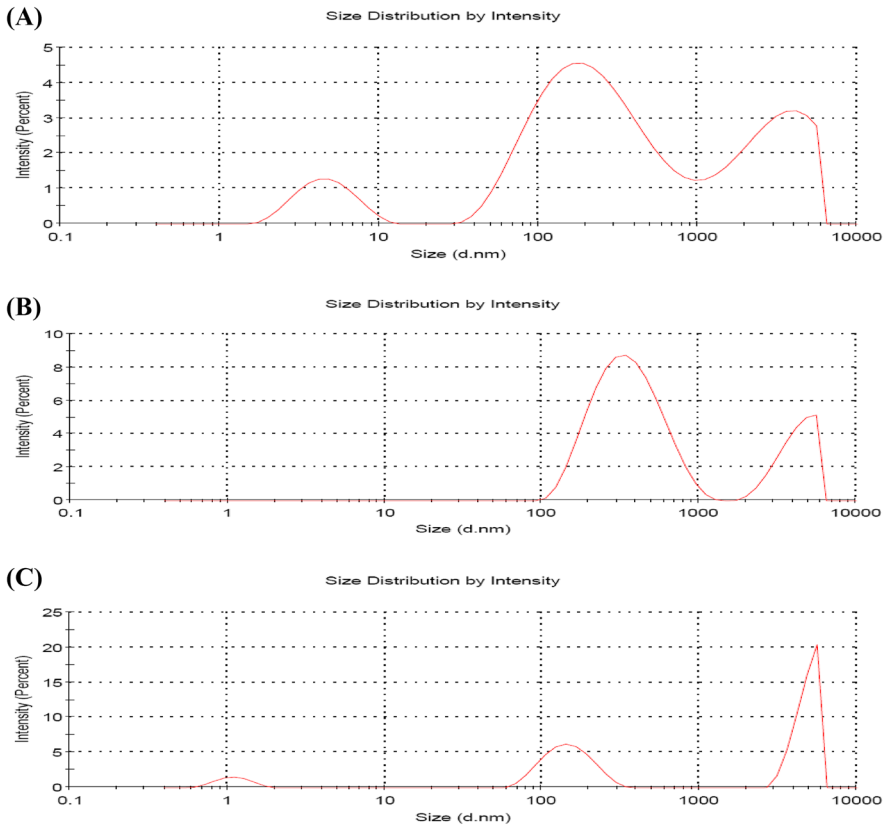 (A)
Size Distribution by Intensity
Intensity (Percent)
5
4
3
2
1
0
0.1 1 10 100 1000 10000
Size (d.nm)
(B)
Size Distribution by Intensity
Intensity (Percent)
10
8
6
4
2
0
0.1 1 10 100 1000 10000
Size (d.nm)
(C)
Size Distribution by Intensity
Intensity (Percent)
25
20
15
10
5
0
0.1 1 10 100 1000 10000
Size (d.nm)